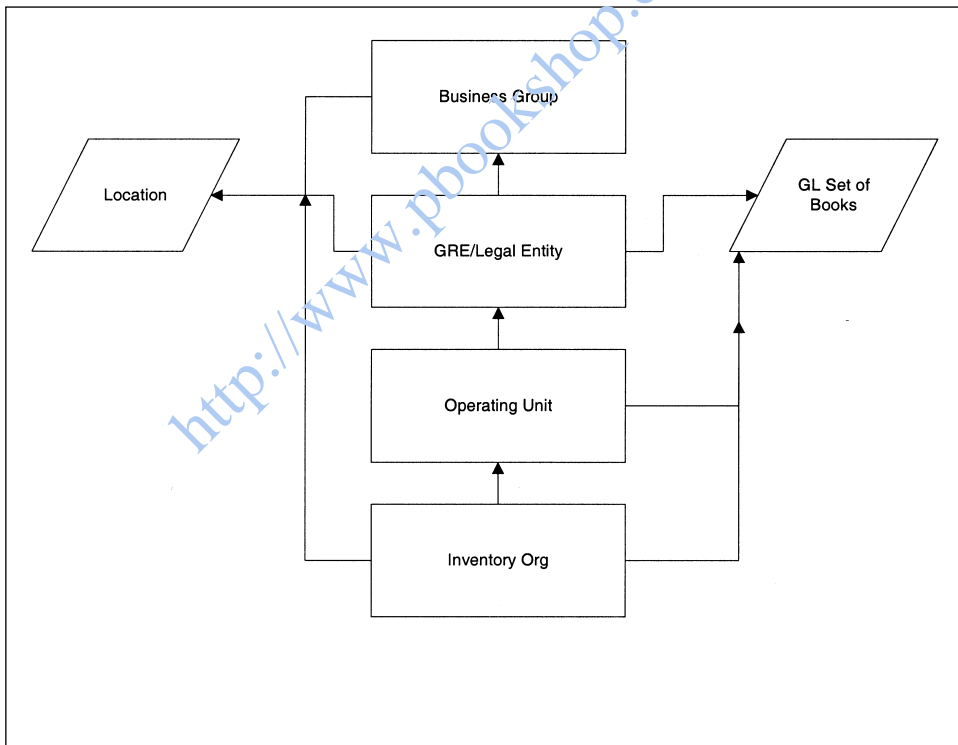 Business Group
Location
GL Set of
Books
GRE/Legal Entity
Operating Unit
Inventory Org
http://www.pbookshop.c